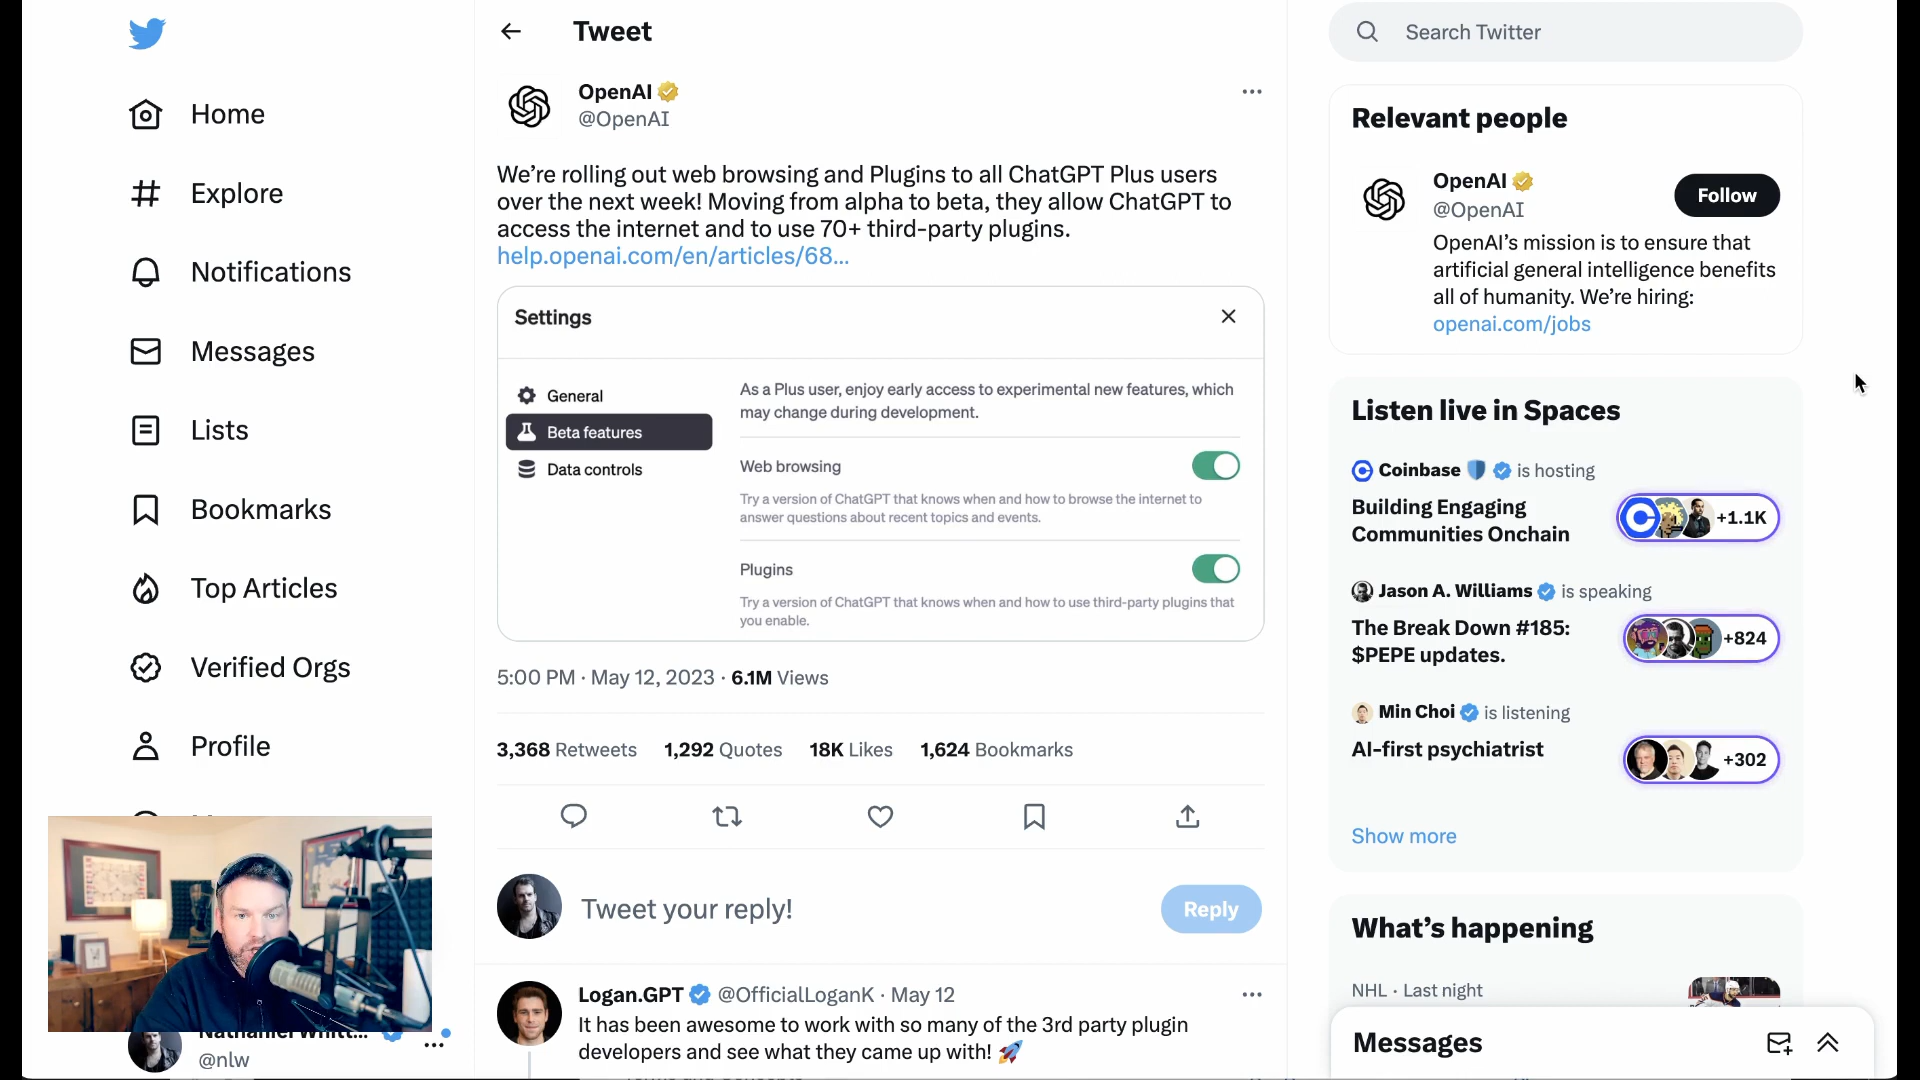 Home
Explore
Notifications
Messages
Lists
Bookmarks
Top Articles
Verified Orgs
Profile
@nlw
Tweet
OpenAI
@OpenAI
We're rolling out web browsing and Plugins to all ChatGPT Plus users
over the next week! Moving from alpha to beta, they allow ChatGPT to
access the internet and to use 70+ third-party plugins.
help.openai.com/en/articles/68...
Settings
General
Beta features
Data controls
As a Plus user, enjoy early access to experimental new features, which
may change during development.
Web browsing
Try a version of ChatGPT that knows when and how to browse the internet to
answer questions about recent topics and events.
Plugins
Try a version of ChatGPT that knows when and how to use third-party plugins that
you enable.
5:00 PM · May 12, 2023 · 6.1M Views
3,368 Retweets 1,292 Quotes 18K Likes 1,624 Bookmarks
Tweet your reply!
Reply
Logan.GPT @OfficialLoganK · May 12
It has been awesome to work with so many of the 3rd party plugin
developers and see what they came up with! 🚀
Search Twitter
Relevant people
OpenAI
@OpenAI
Follow
OpenAI's mission is to ensure that
artificial general intelligence benefits
all of humanity. We're hiring:
openai.com/jobs
Listen live in Spaces
Coinbase is hosting
Building Engaging
Communities Onchain
+1.1K
Jason A. Williams is speaking
The Break Down #185:
$PEPE updates.
+824
Min Choi is listening
AI-first psychiatrist
+302
Show more
What's happening
NHL · Last night
Messages